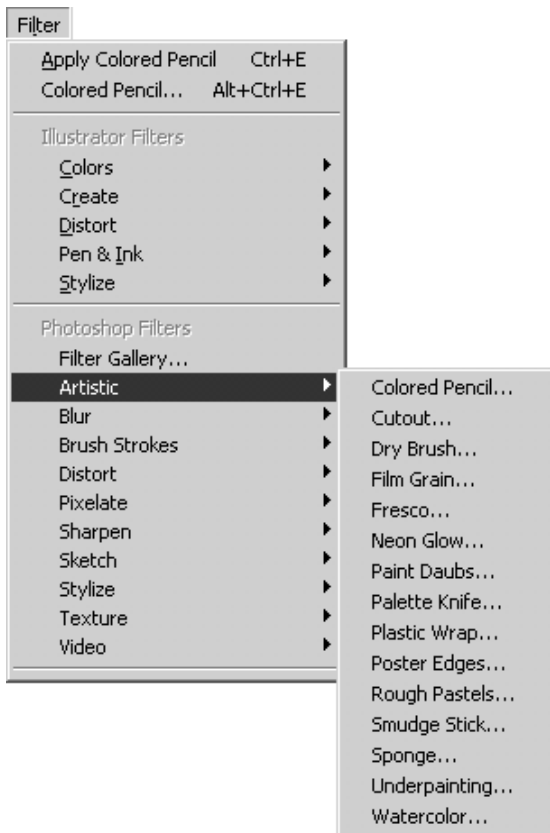 Filter
Apply Colored Pencil Ctrl+E
Colored Pencil... Alt+Ctrl+E
Illustrator Filters
Colors
Create
Distort
Pen & Ink
Stylize
Photoshop Filters
Filter Gallery...
Artistic
Blur
Brush Strokes
Distort
Pixelate
Sharpen
Sketch
Stylize
Texture
Video
Colored Pencil...
Cutout...
Dry Brush...
Film Grain...
Fresco...
Neon Glow...
Paint Daubs...
Palette Knife...
Plastic Wrap...
Poster Edges...
Rough Pastels...
Smudge Stick...
Sponge...
Underpainting...
Watercolor...